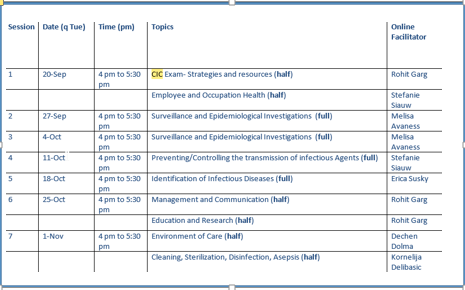 Session Date (q Tue) Time (pm) Topics Online
Facilitator
1 20-Sep 4 pm to 5:30 CIC Exam- Strategies and resources (half) Rohit Garg
pm
Employee and Occupation Health (half) Stefanie
Siauw
2 27-Sep 4 pm to 5:30 Surveillance and Epidemiological Investigations (full) Melisa
pm Avaness
3 4-Oct 4 pm to 5:30 Surveillance and Epidemiological Investigations (full) Melisa
pm Avaness
4 11-Oct 4 pm to 5:30 Preventing/Controlling the transmission of infectious Agents (full) Stefanie
pm Siauw
5 18-Oct 4 pm to 5:30 Identification of Infectious Diseases (full) Erica Susky
pm
6 25-Oct 4 pm to 5:30 Management and Communication (half) Rohit Garg
pm
Education and Research (half) Rohit Garg
7 1-Nov 4 pm to 5:30 Environment of Care (half) Dechen
pm Dolma
Cleaning, Sterilization, Disinfection, Asepsis (half) Kornelija
Delibasic